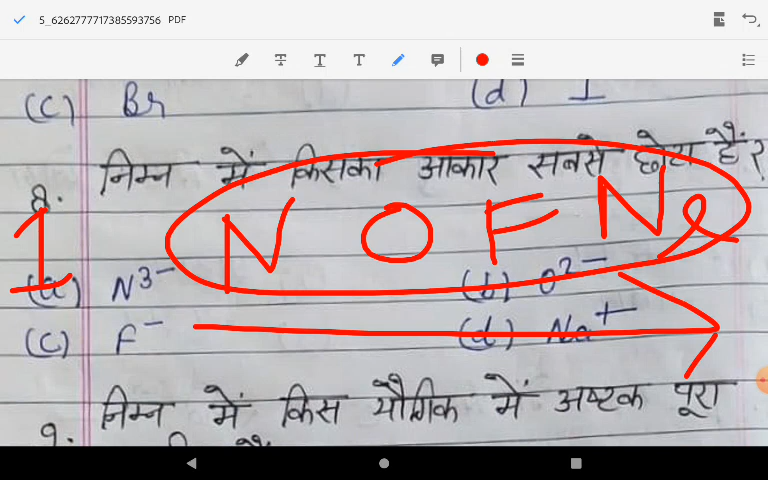 5_6262777717385593756 PDF
(C) Br (d) I
8. निम्न में किसका आकार सबसे छोटा हैं?
1 N O F Ne
(a) N³⁻ (b) O²⁻
(C) F⁻ (d) Na⁺
9. निम्न में किस यौगिक में अष्टक पूरा